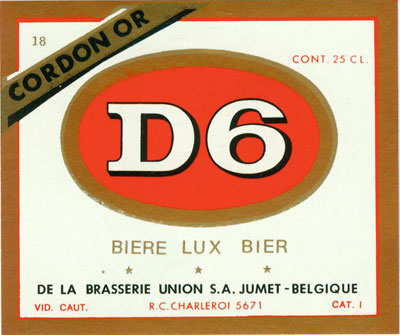 18
CORDON OR
CONT. 25 CL.
D6
BIERE LUX BIER
DE LA BRASSERIE UNION S.A. JUMET - BELGIQUE
VID. CAUT. R.C. CHARLEROI 5671 CAT. I